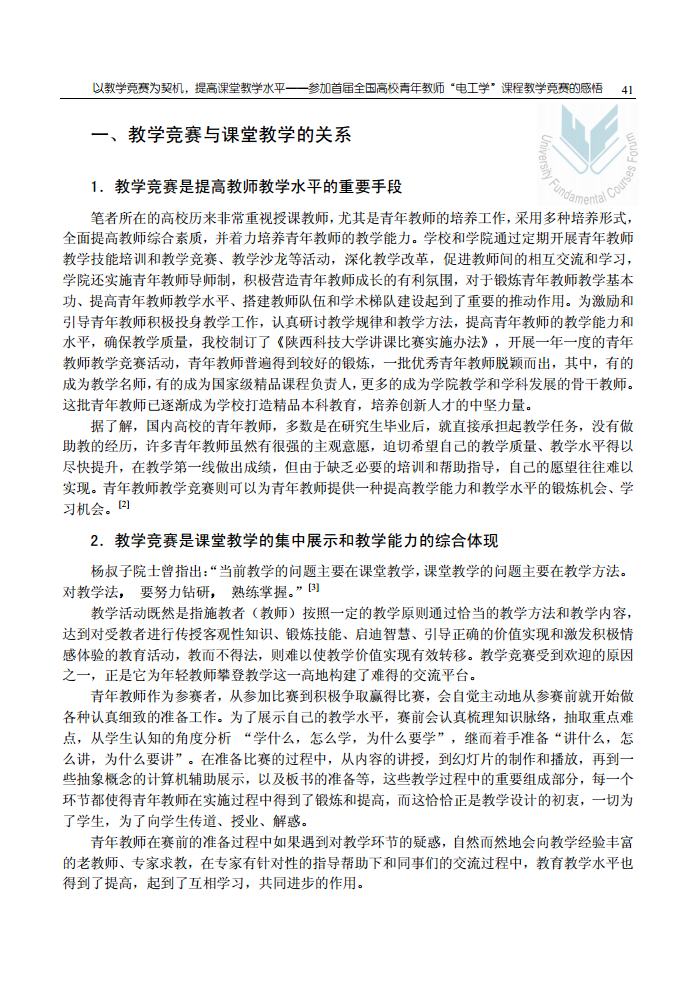 以教学竞赛为契机，提高课堂教学水平——参加首届全国高校青年教师“电工学”课程教学竞赛的感悟 41
University Fundamental Courses Forum
一、教学竞赛与课堂教学的关系
1．教学竞赛是提高教师教学水平的重要手段
笔者所在的高校历来非常重视授课教师，尤其是青年教师的培养工作，采用多种培养形式，
全面提高教师综合素质，并着力培养青年教师的教学能力。学校和学院通过定期开展青年教师
教学技能培训和教学竞赛、教学沙龙等活动，深化教学改革，促进教师间的相互交流和学习，
学院还实施青年教师导师制，积极营造青年教师成长的有利氛围，对于锻炼青年教师教学基本
功、提高青年教师教学水平、搭建教师队伍和学术梯队建设起到了重要的推动作用。为激励和
引导青年教师积极投身教学工作，认真研讨教学规律和教学方法，提高青年教师的教学能力和
水平，确保教学质量，我校制订了《陕西科技大学讲课比赛实施办法》，开展一年一度的青年
教师教学竞赛活动，青年教师普遍得到较好的锻炼，一批优秀青年教师脱颖而出，其中，有的
成为教学名师，有的成为国家级精品课程负责人，更多的成为学院教学和学科发展的骨干教师。
这批青年教师已逐渐成为学校打造精品本科教育，培养创新人才的中坚力量。
据了解，国内高校的青年教师，多数是在研究生毕业后，就直接承担起教学任务，没有做
助教的经历，许多青年教师虽然有很强的主观意愿，迫切希望自己的教学质量、教学水平得以
尽快提升，在教学第一线做出成绩，但由于缺乏必要的培训和帮助指导，自己的愿望往往难以
实现。青年教师教学竞赛则可以为青年教师提供一种提高教学能力和教学水平的锻炼机会、学
习机会。[2]
2．教学竞赛是课堂教学的集中展示和教学能力的综合体现
杨叔子院士曾指出：“当前教学的问题主要在课堂教学，课堂教学的问题主要在教学方法。
对教学法， 要努力钻研， 熟练掌握。”[3]
教学活动既然是指施教者（教师）按照一定的教学原则通过恰当的教学方法和教学内容，
达到对受教者进行传授客观性知识、锻炼技能、启迪智慧、引导正确的价值实现和激发积极情
感体验的教育活动，教而不得法，则难以使教学价值实现有效转移。教学竞赛受到欢迎的原因
之一，正是它为年轻教师攀登教学这一高地构建了难得的交流平台。
青年教师作为参赛者，从参加比赛到积极争取赢得比赛，会自觉主动地从参赛前就开始做
各种认真细致的准备工作。为了展示自己的教学水平，赛前会认真梳理知识脉络，抽取重点难
点，从学生认知的角度分析 “学什么，怎么学，为什么要学”，继而着手准备“讲什么，怎
么讲，为什么要讲”。在准备比赛的过程中，从内容的讲授，到幻灯片的制作和播放，再到一
些抽象概念的计算机辅助展示，以及板书的准备等，这些教学过程中的重要组成部分，每一个
环节都使得青年教师在实施过程中得到了锻炼和提高，而这恰恰正是教学设计的初衷，一切为
了学生，为了向学生传道、授业、解惑。
青年教师在赛前的准备过程中如果遇到对教学环节的疑惑，自然而然地会向教学经验丰富
的老教师、专家求教，在专家有针对性的指导帮助下和同事们的交流过程中，教育教学水平也
得到了提高，起到了互相学习，共同进步的作用。